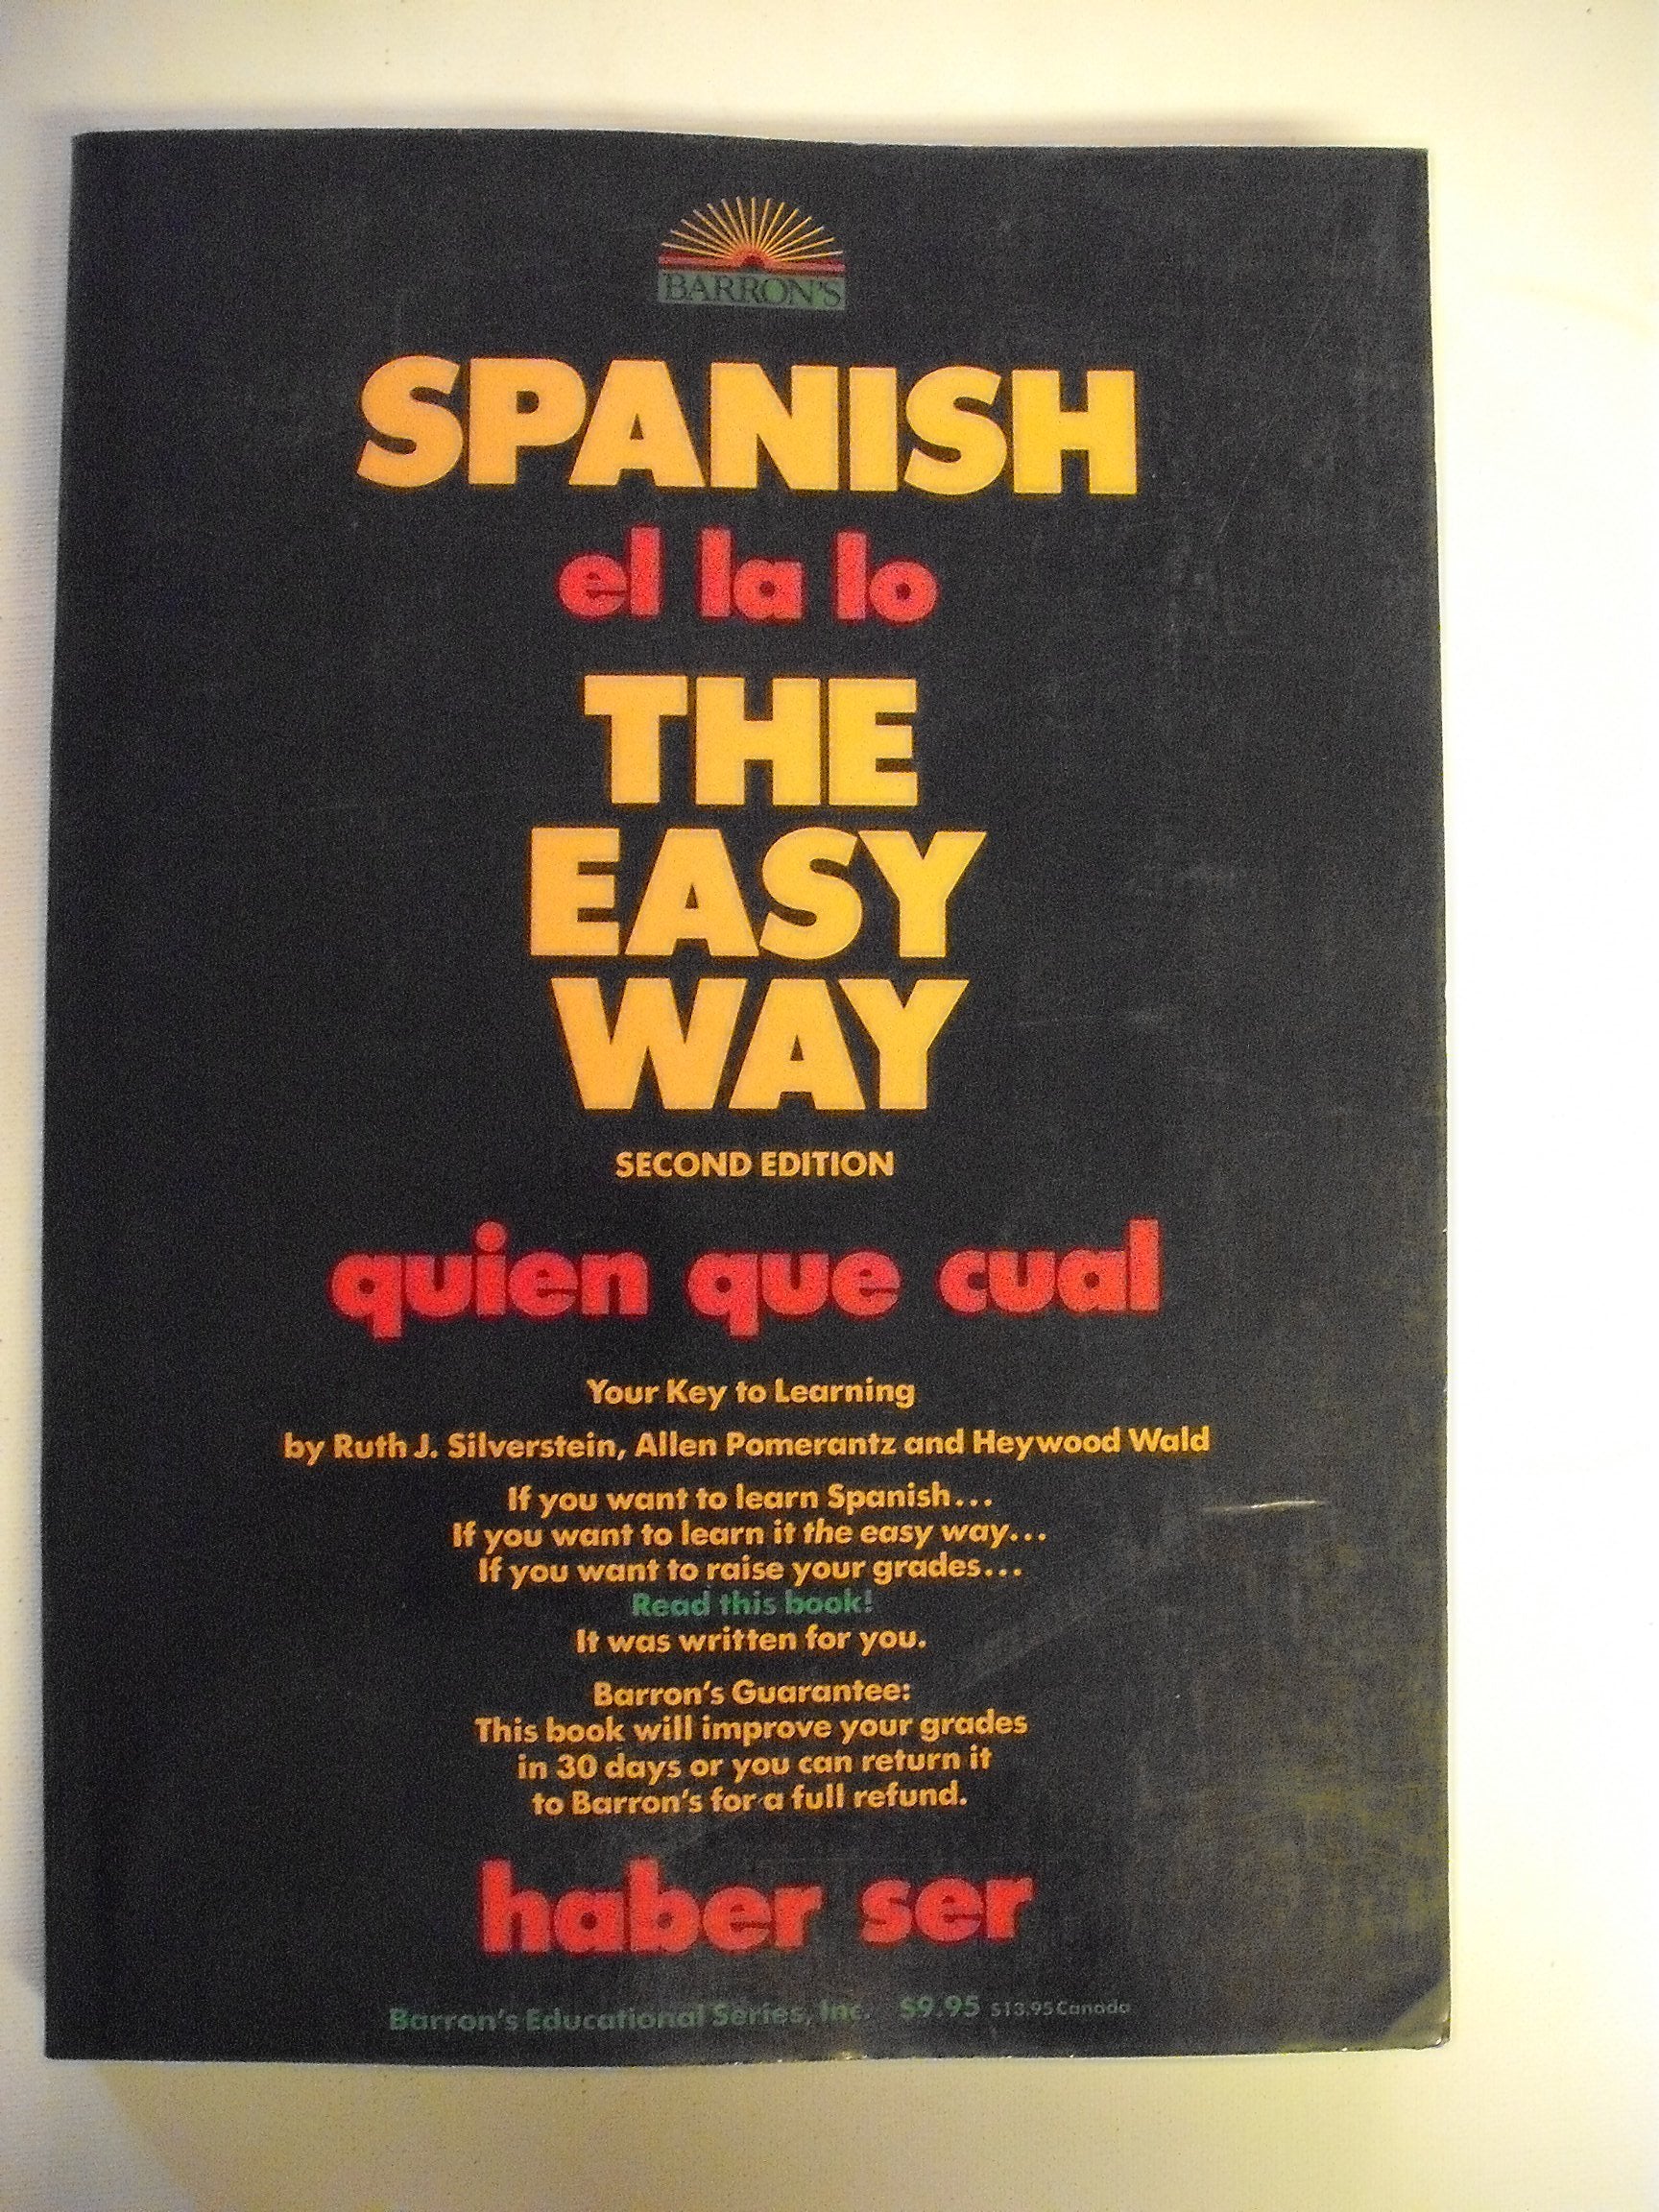 BARRON'S
SPANISH
el la lo
THE
EASY
WAY
SECOND EDITION
quien que cual
Your Key to Learning
by Ruth J. Silverstein, Allen Pomerantz and Heywood Wald
If you want to learn Spanish...
If you want to learn it the easy way...
If you want to raise your grades...
Read this book!
It was written for you.
Barron's Guarantee:
This book will improve your grades
in 30 days or you can return it
to Barron's for a full refund.
haber ser
Barron's Educational Series, Inc. $9.95 $13.95 Canada